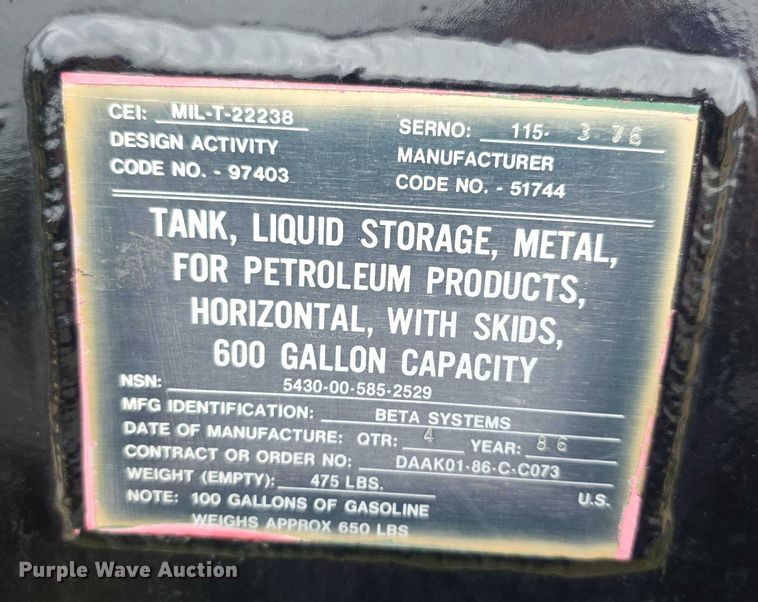 CEI: MIL-T-22238 SERNO: 115- 3 76
DESIGN ACTIVITY MANUFACTURER
CODE NO. - 97403 CODE NO. - 51744
TANK, LIQUID STORAGE, METAL,
FOR PETROLEUM PRODUCTS,
HORIZONTAL, WITH SKIDS,
600 GALLON CAPACITY
NSN: 5430-00-585-2529
MFG IDENTIFICATION: BETA SYSTEMS
DATE OF MANUFACTURE: QTR: 4 YEAR: 86
CONTRACT OR ORDER NO: DAAK01-86-C-C073
WEIGHT (EMPTY): 475 LBS. U.S.
NOTE: 100 GALLONS OF GASOLINE
WEIGHS APPROX 650 LBS
Purple Wave Auction